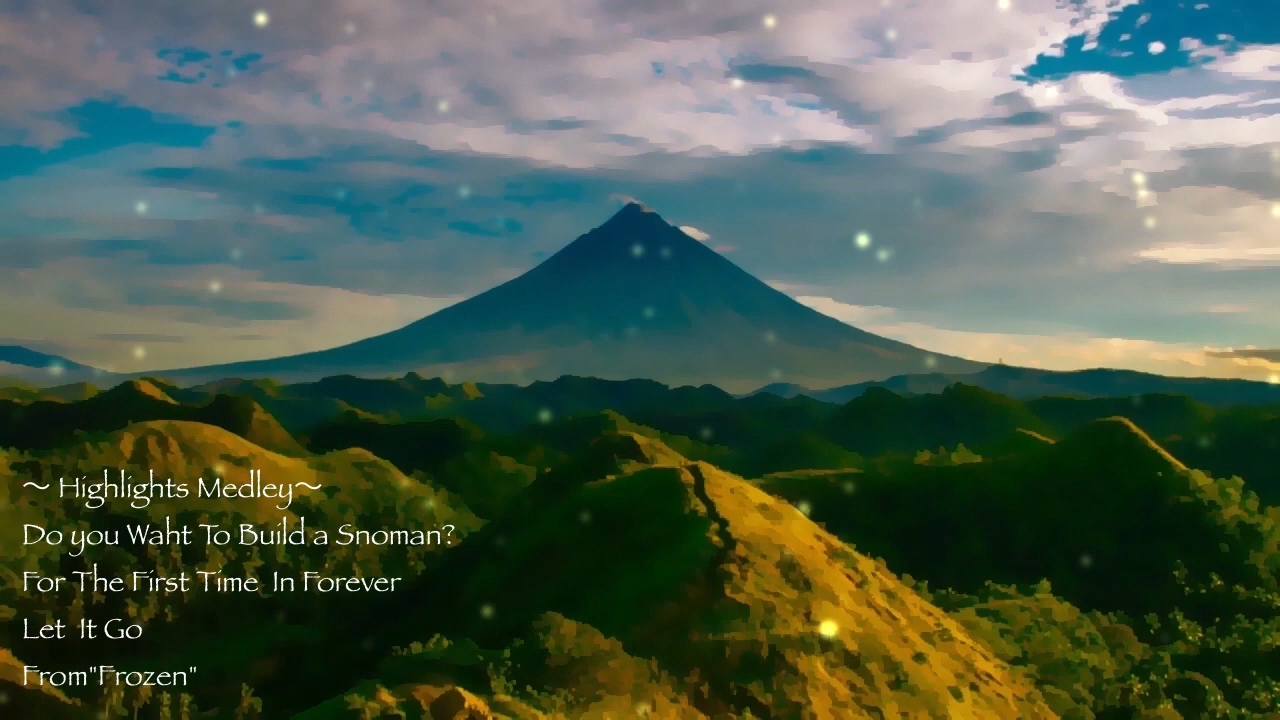 ～ Highlights Medley～
Do you Waht To Build a Snoman?
For The First Time In Forever
Let It Go
From"Frozen"